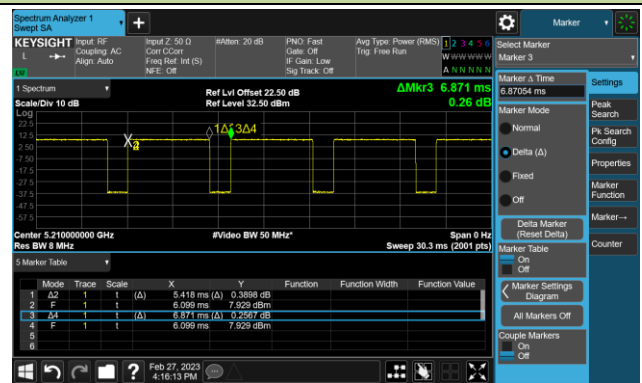 Spectrum Analyzer 1
Swept SA
Marker
KEYSIGHT
L
Input: RF
Coupling: AC
Align: Auto
Input Z: 50 Ω
Corr CCorr
Freq Ref: Int (S)
NFE: Off
#Atten: 20 dB
PNO: Fast
Gate: Off
IF Gain: Low
Sig Track: Off
Avg Type: Power (RMS)
Trig: Free Run
1 2 3 4 5 6
W W W W W W
A N N N N N
Select Marker
Marker 3
1 Spectrum
Scale/Div 10 dB
Ref Lvl Offset 22.50 dB
Ref Level 32.50 dBm
ΔMkr3 6.871 ms
0.26 dB
Log
22.5
12.5
2.50
-7.50
-17.5
-27.5
-37.5
-47.5
-57.5
Center 5.210000000 GHz
Res BW 8 MHz
#Video BW 50 MHz*
Span 0 Hz
Sweep 30.3 ms (2001 pts)
5 Marker Table
Mode Trace Scale X Y Function Function Width Function Value
1 Δ2 1 t (Δ) 5.418 ms (Δ) 0.3898 dB
2 F 1 t 6.099 ms 7.929 dBm
3 Δ4 1 t (Δ) 6.871 ms (Δ) 0.2567 dB
4 F 1 t 6.099 ms 7.929 dBm
5
6
Marker Δ Time
6.87054 ms
Marker Mode
Normal
Delta (Δ)
Fixed
Off
Delta Marker
(Reset Delta)
Marker Table
On
Off
Marker Settings
Diagram
All Markers Off
Couple Markers
On
Off
Settings
Peak
Search
Pk Search
Config
Properties
Marker
Function
Marker→
Counter
Feb 27, 2023
4:16:13 PM